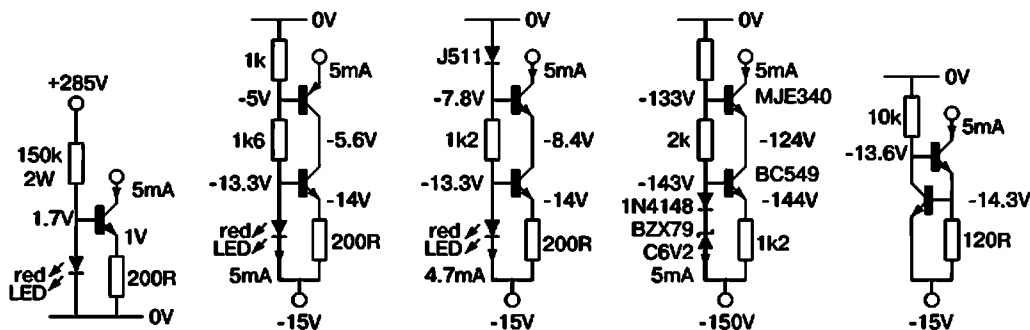 +285V
150k
2W
5mA
1.7V
1V
red
LED
200R
0V
0V
1k
5mA
-5V
1k6
-5.6V
-13.3V
-14V
red
LED
200R
5mA
-15V
0V
J511
5mA
-7.8V
1k2
-8.4V
-13.3V
-14V
red
LED
200R
4.7mA
-15V
0V
5mA
-133V
MJE340
2k
-124V
-143V
BC549
1N4148
-144V
BZX79
C6V2
1k2
5mA
-150V
0V
10k
5mA
-13.6V
-14.3V
120R
-15V